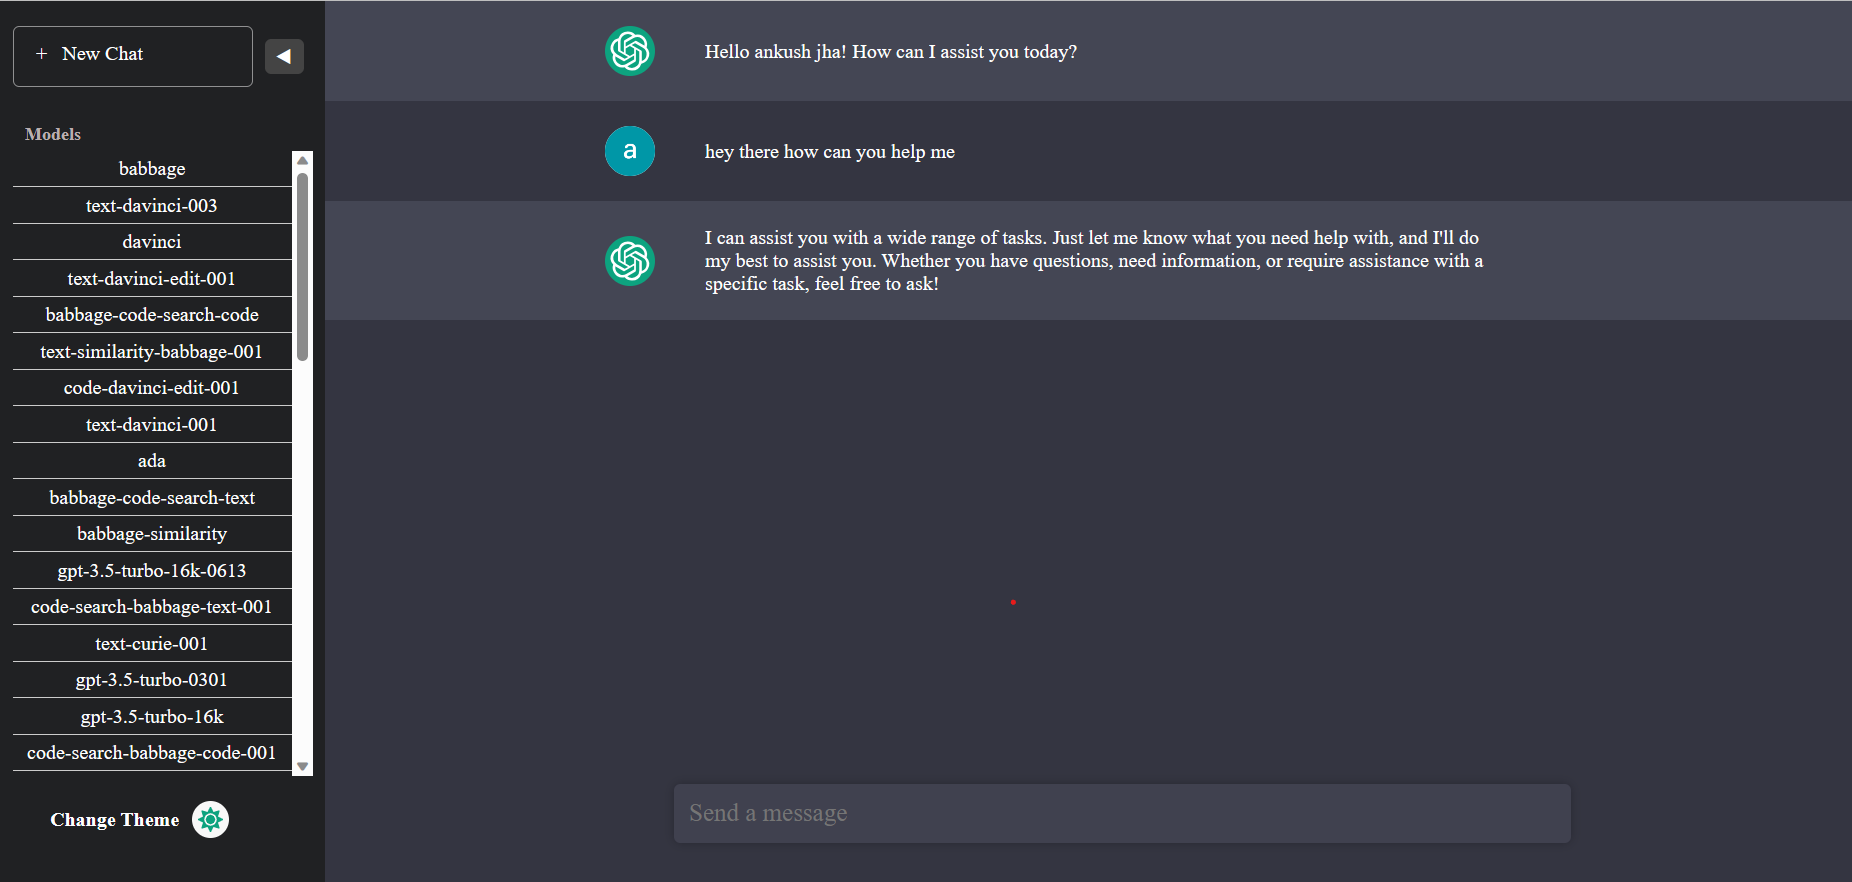 + New Chat
Models
babbage
text-davinci-003
davinci
text-davinci-edit-001
babbage-code-search-code
text-similarity-babbage-001
code-davinci-edit-001
text-davinci-001
ada
babbage-code-search-text
babbage-similarity
gpt-3.5-turbo-16k-0613
code-search-babbage-text-001
text-curie-001
gpt-3.5-turbo-0301
gpt-3.5-turbo-16k
code-search-babbage-code-001
Change Theme
Hello ankush jha! How can I assist you today?
a
hey there how can you help me
I can assist you with a wide range of tasks. Just let me know what you need help with, and I'll do
my best to assist you. Whether you have questions, need information, or require assistance with a
specific task, feel free to ask!
Send a message